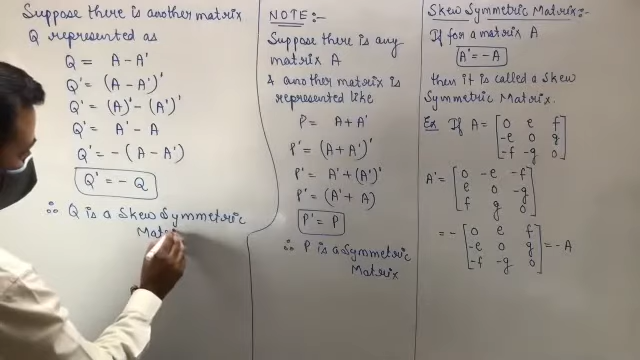 Suppose there is another matrix
Q represented as
Q = A - A'
Q' = (A - A')'
Q' = (A)' - (A')'
Q' = A' - A
Q' = - (A - A')
Q' = - Q
∴ Q is a Skew Symmetric
Matri
NOTE:-
Suppose there is any
matrix A
& another matrix is
represented like
P = A + A'
P' = (A + A')'
P' = A' + (A')'
P' = (A' + A)
P' = P
∴ P is a Symmetric
Matrix
Skew Symmetric Matrix:-
If for a matrix A
A' = - A
then it is called a Skew
Symmetric Matrix.
Ex If A = [0 e f
-e 0 g
-f -g 0]
A' = [0 -e -f
e 0 -g
f g 0]
= - [0 e f
-e 0 g
-f -g 0] = -A